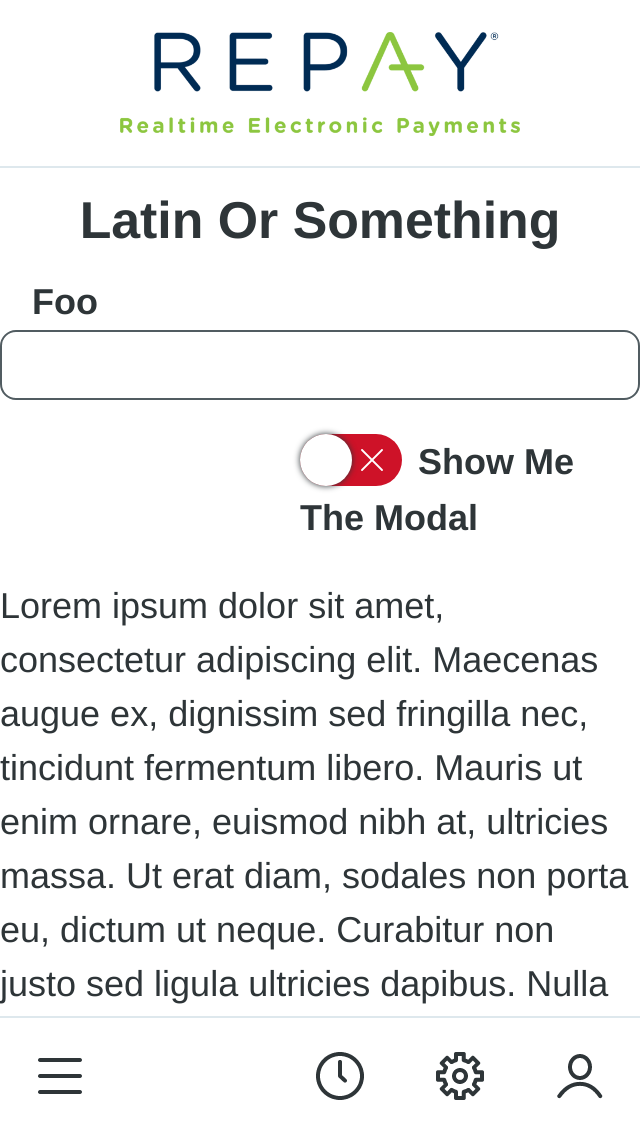 REPAY®
Realtime Electronic Payments
Latin Or Something
Foo
Show Me
The Modal
Lorem ipsum dolor sit amet,
consectetur adipiscing elit. Maecenas
augue ex, dignissim sed fringilla nec,
tincidunt fermentum libero. Mauris ut
enim ornare, euismod nibh at, ultricies
massa. Ut erat diam, sodales non porta
eu, dictum ut neque. Curabitur non
justo sed ligula ultricies dapibus. Nulla